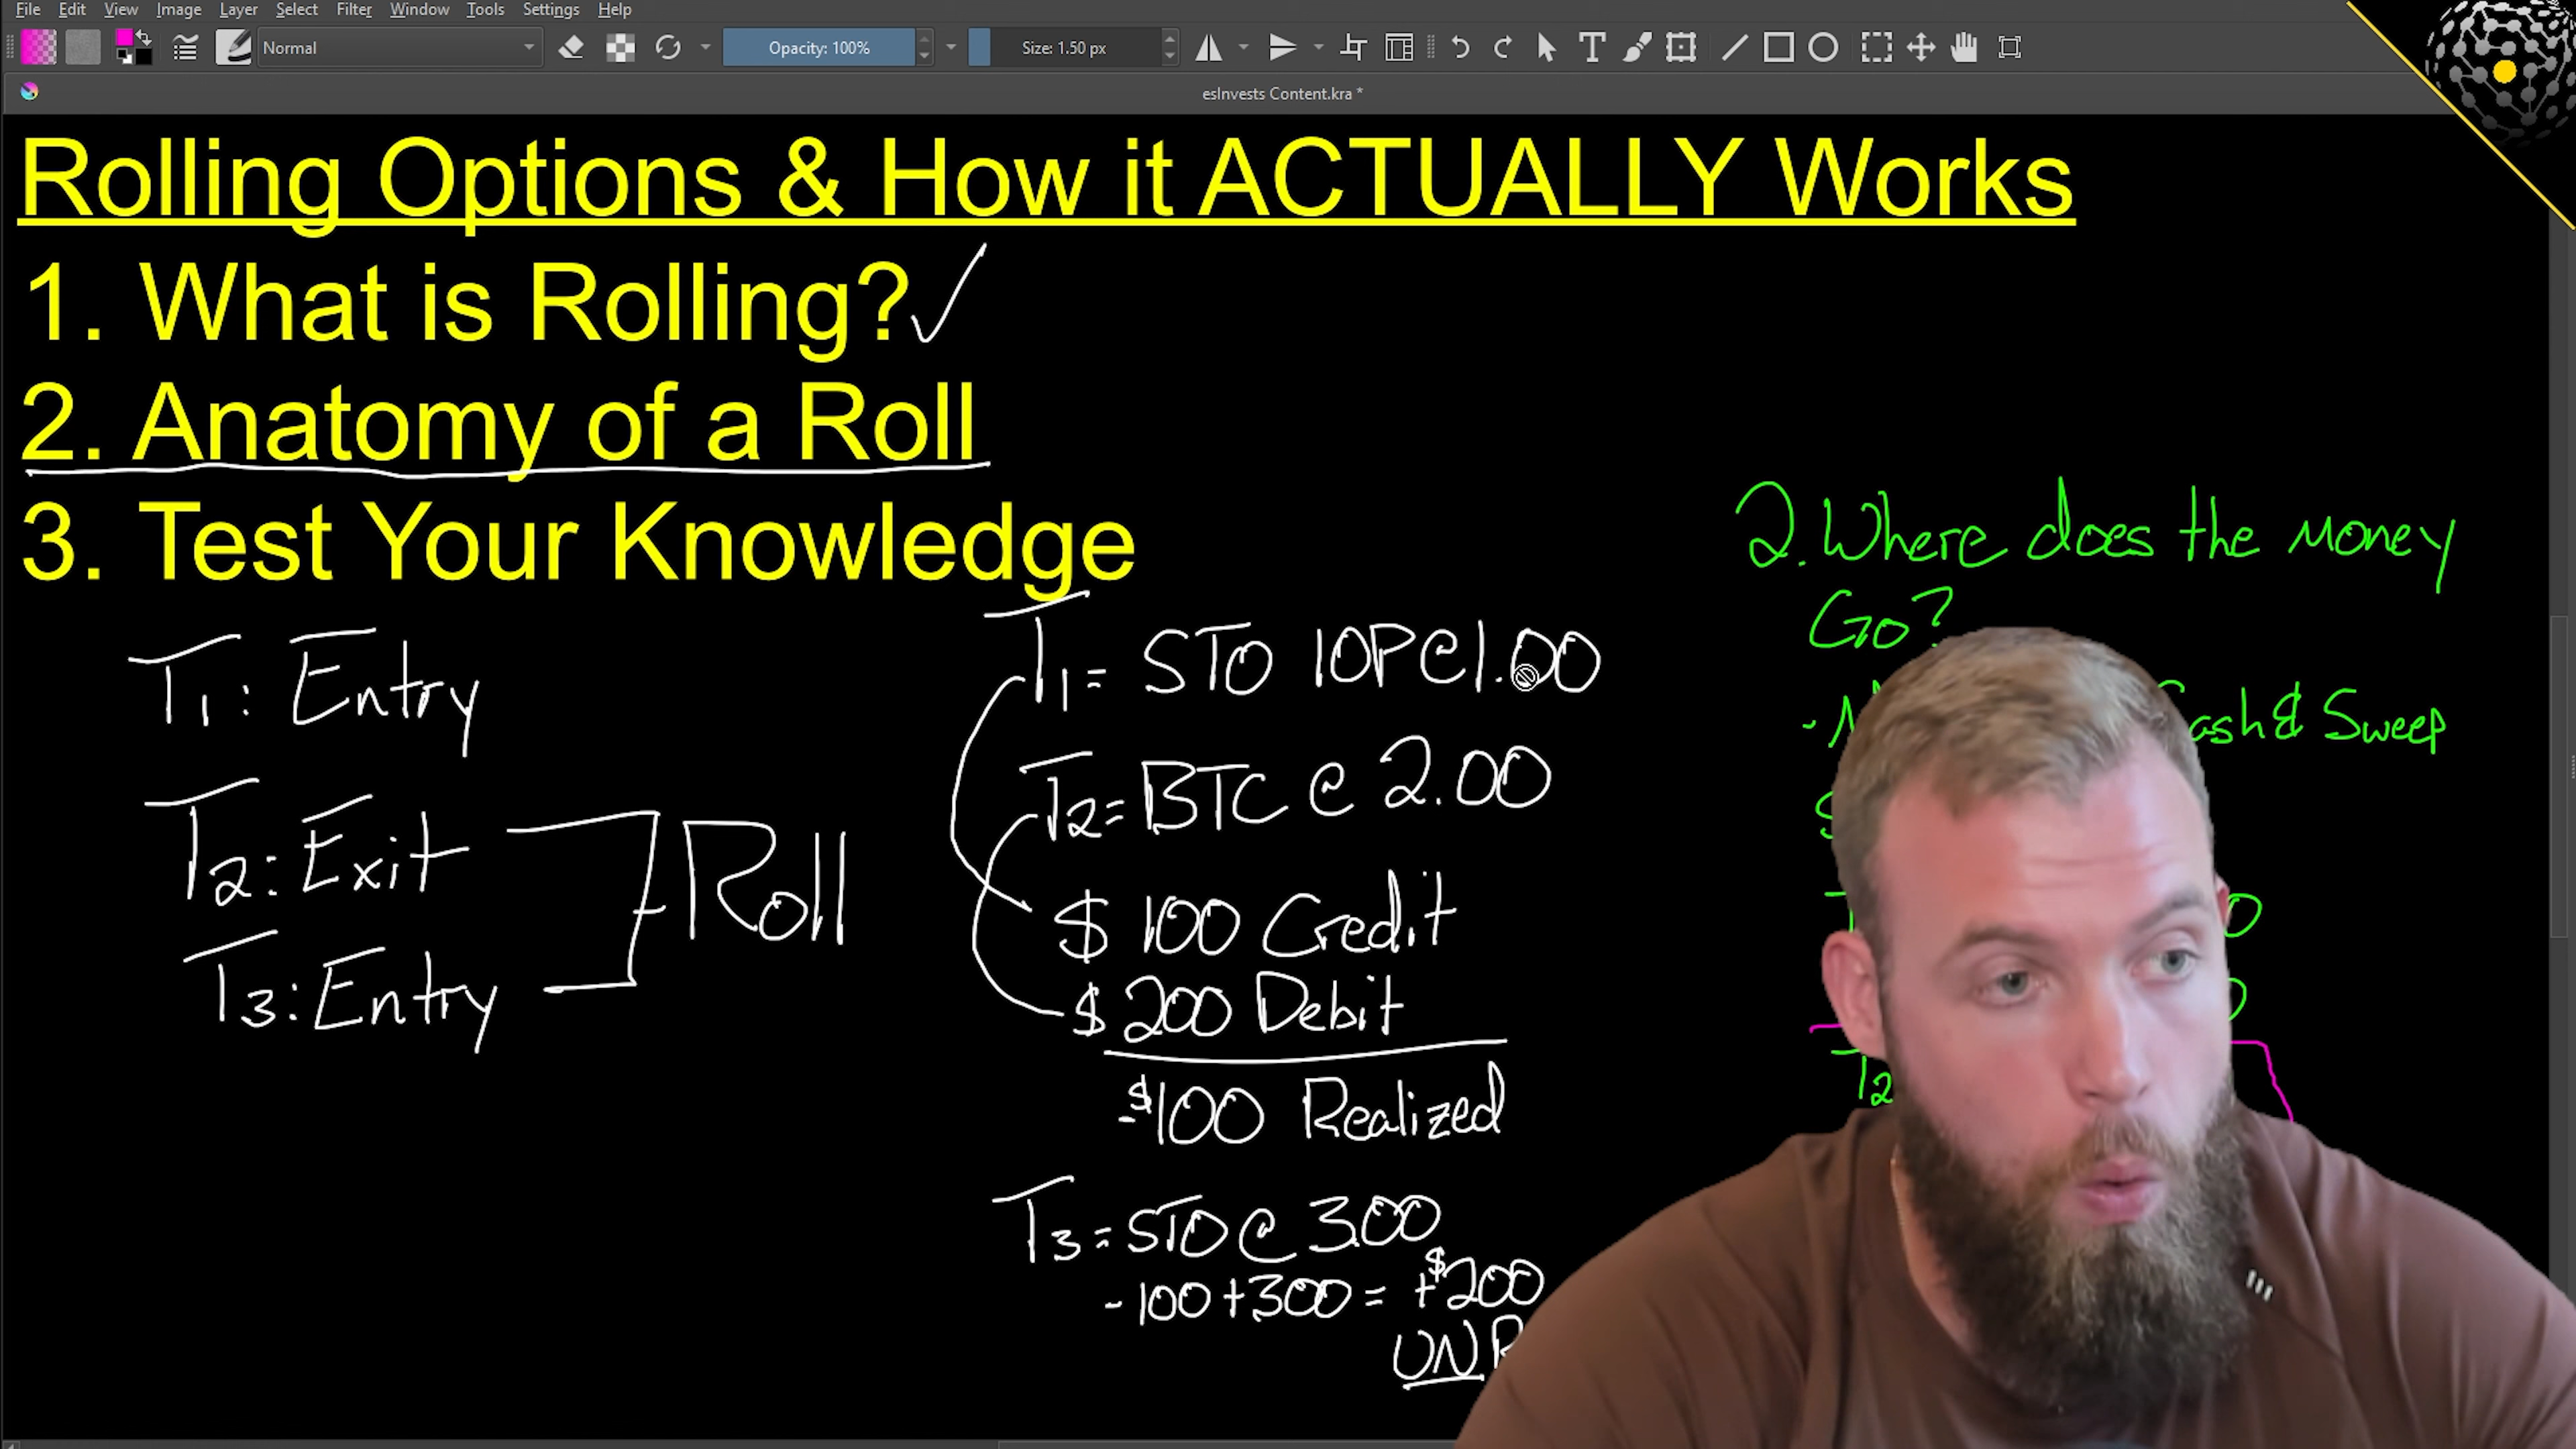 File Edit View Image Layer Select Filter Window Tools Settings Help
Normal Opacity: 100% Size: 1.50 px
esInvests Content.kra *
Rolling Options & How it ACTUALLY Works
1. What is Rolling?
2. Anatomy of a Roll
3. Test Your Knowledge
T1: Entry
T2: Exit
T3: Entry
Roll
T1= STO 10P@1.00
T2= BTC @ 2.00
$ 100 Credit
$ 200 Debit
-$100 Realized
T3= STO @ 3.00
-100+300= +$200
UNR
2. Where does the Money
Go?
ash & Sweep
T2